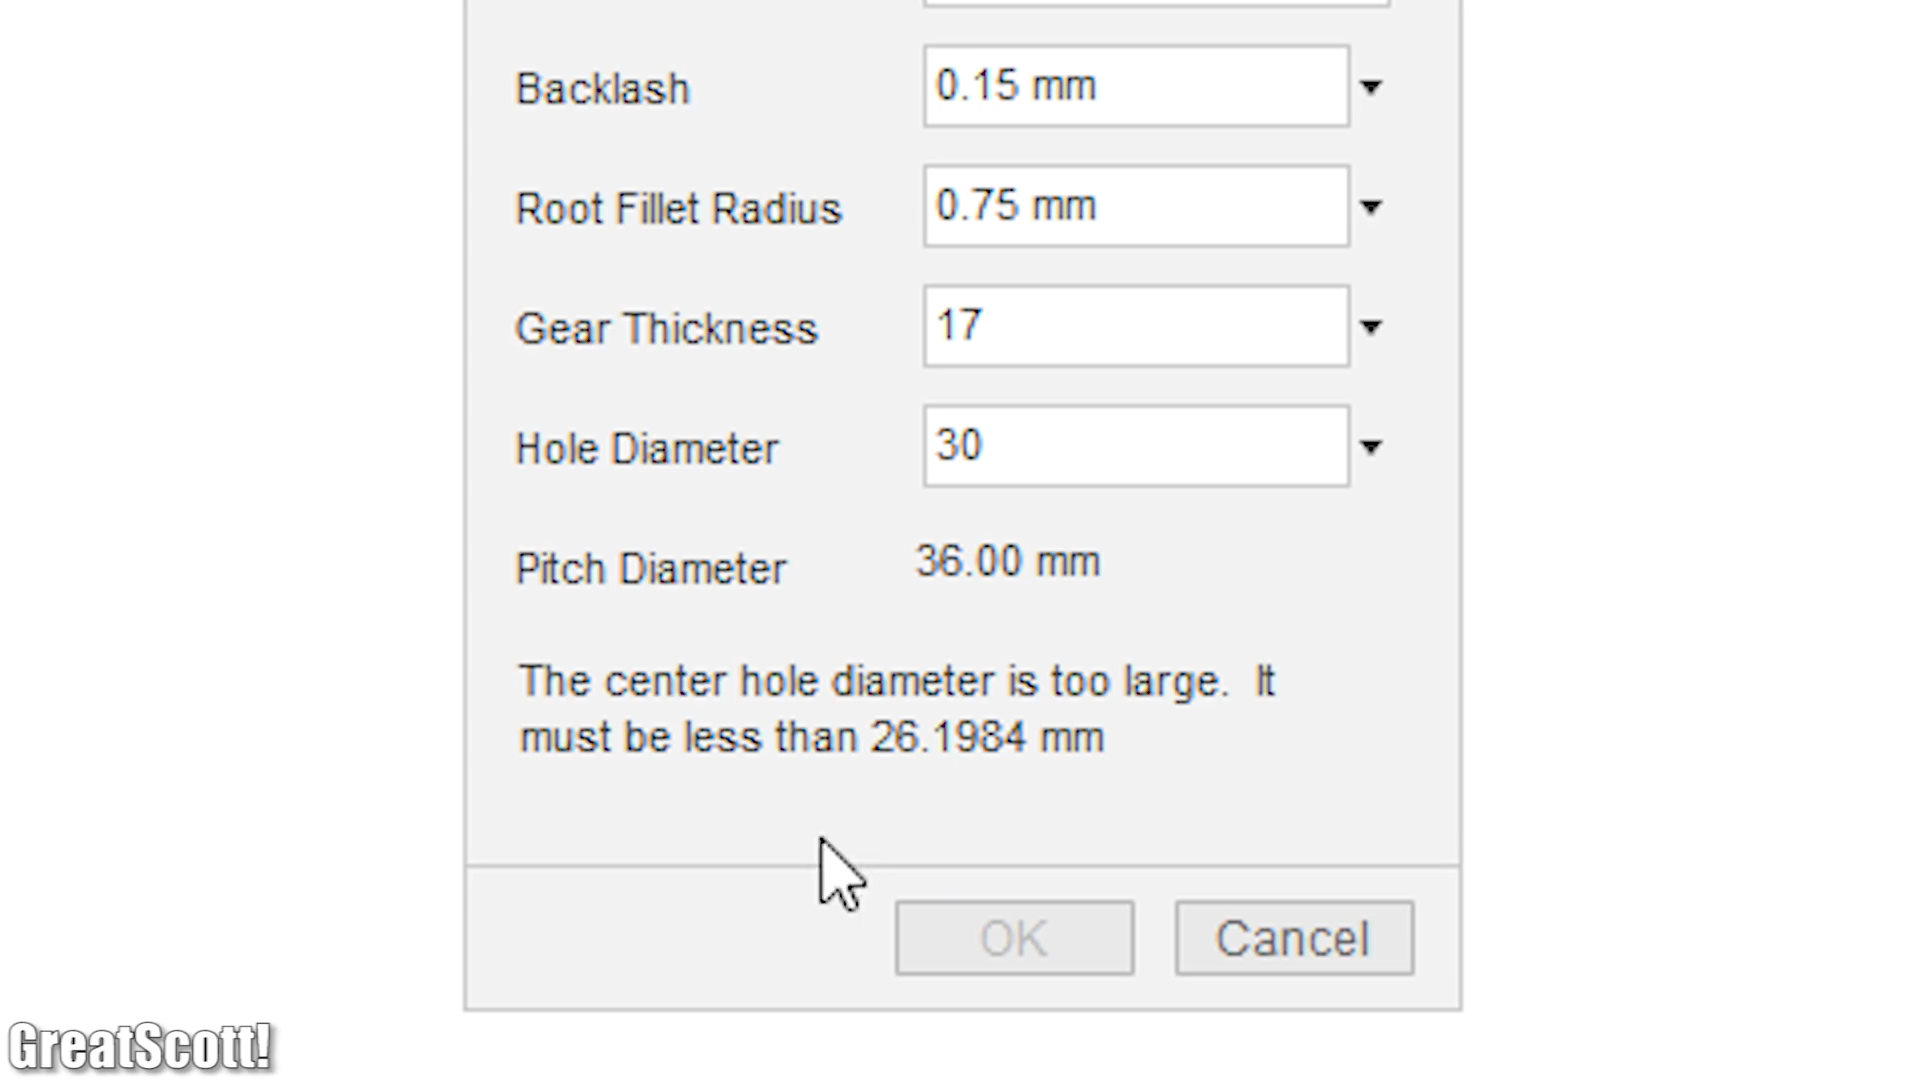 Backlash 0.15 mm
Root Fillet Radius 0.75 mm
Gear Thickness 17
Hole Diameter 30
Pitch Diameter 36.00 mm
The center hole diameter is too large.  It
must be less than 26.1984 mm
OK Cancel
GreatScott!